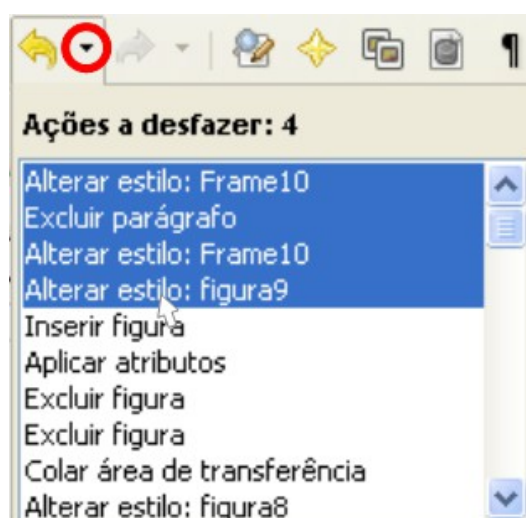 Ações a desfazer: 4
Alterar estilo: Frame10
Excluir parágrafo
Alterar estilo: Frame10
Alterar estilo: figura9
Inserir figura
Aplicar atributos
Excluir figura
Excluir figura
Colar área de transferência
Alterar estilo: figura8